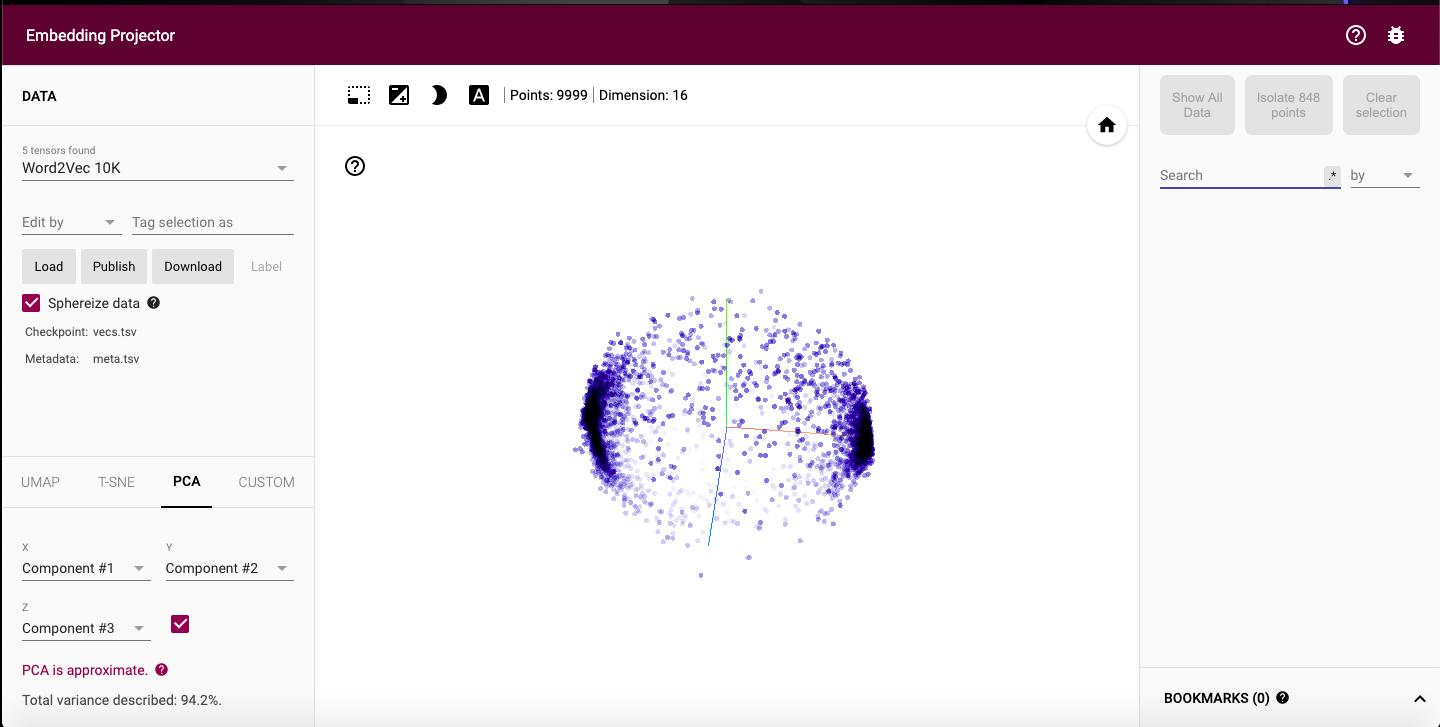 Embedding Projector
DATA
5 tensors found
Word2Vec 10K
Edit by
Tag selection as
Load
Publish
Download
Label
Sphereize data
Checkpoint: vecs.tsv
Metadata: meta.tsv
UMAP
T-SNE
PCA
CUSTOM
X
Y
Component #1
Component #2
Z
Component #3
PCA is approximate.
Total variance described: 94.2%.
A
Points: 9999
Dimension: 16
Show All
Data
Isolate 848
points
Clear
selection
Search
.*
by
BOOKMARKS (0)